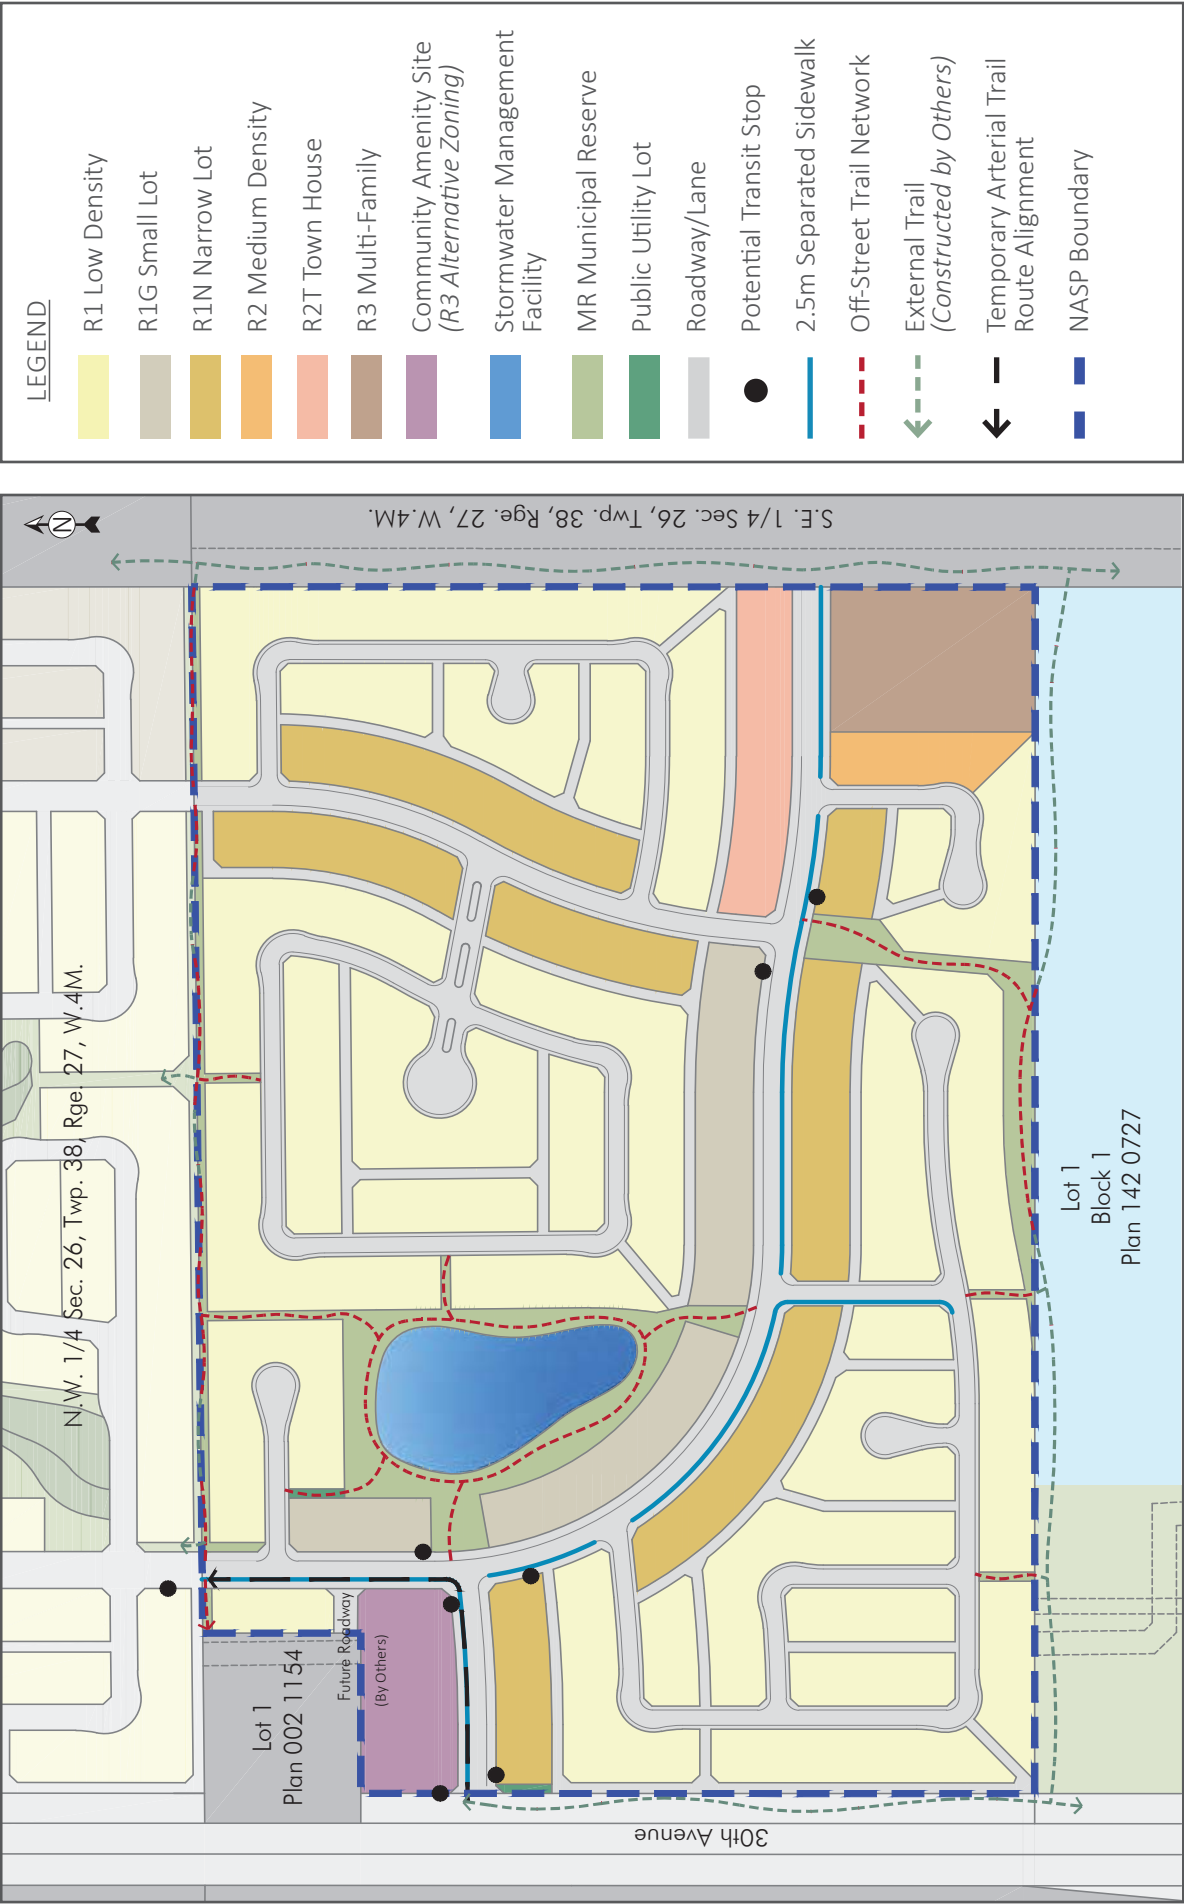 LEGEND
R1 Low Density
R1G Small Lot
R1N Narrow Lot
R2 Medium Density
R2T Town House
R3 Multi-Family
Community Amenity Site
(R3 Alternative Zoning)
Stormwater Management
Facility
MR Municipal Reserve
Public Utility Lot
Roadway/Lane
Potential Transit Stop
2.5m Separated Sidewalk
Off-Street Trail Network
External Trail
(Constructed by Others)
Temporary Arterial Trail
Route Alignment
NASP Boundary
N
S.E. 1/4 Sec. 26, Twp. 38, Rge. 27, W.4M.
N.W. 1/4 Sec. 26, Twp. 38, Rge. 27, W.4M.
Lot 1
Block 1
Plan 142 0727
Lot 1
Plan 002 1154
Future Roadway
(By Others)
30th Avenue